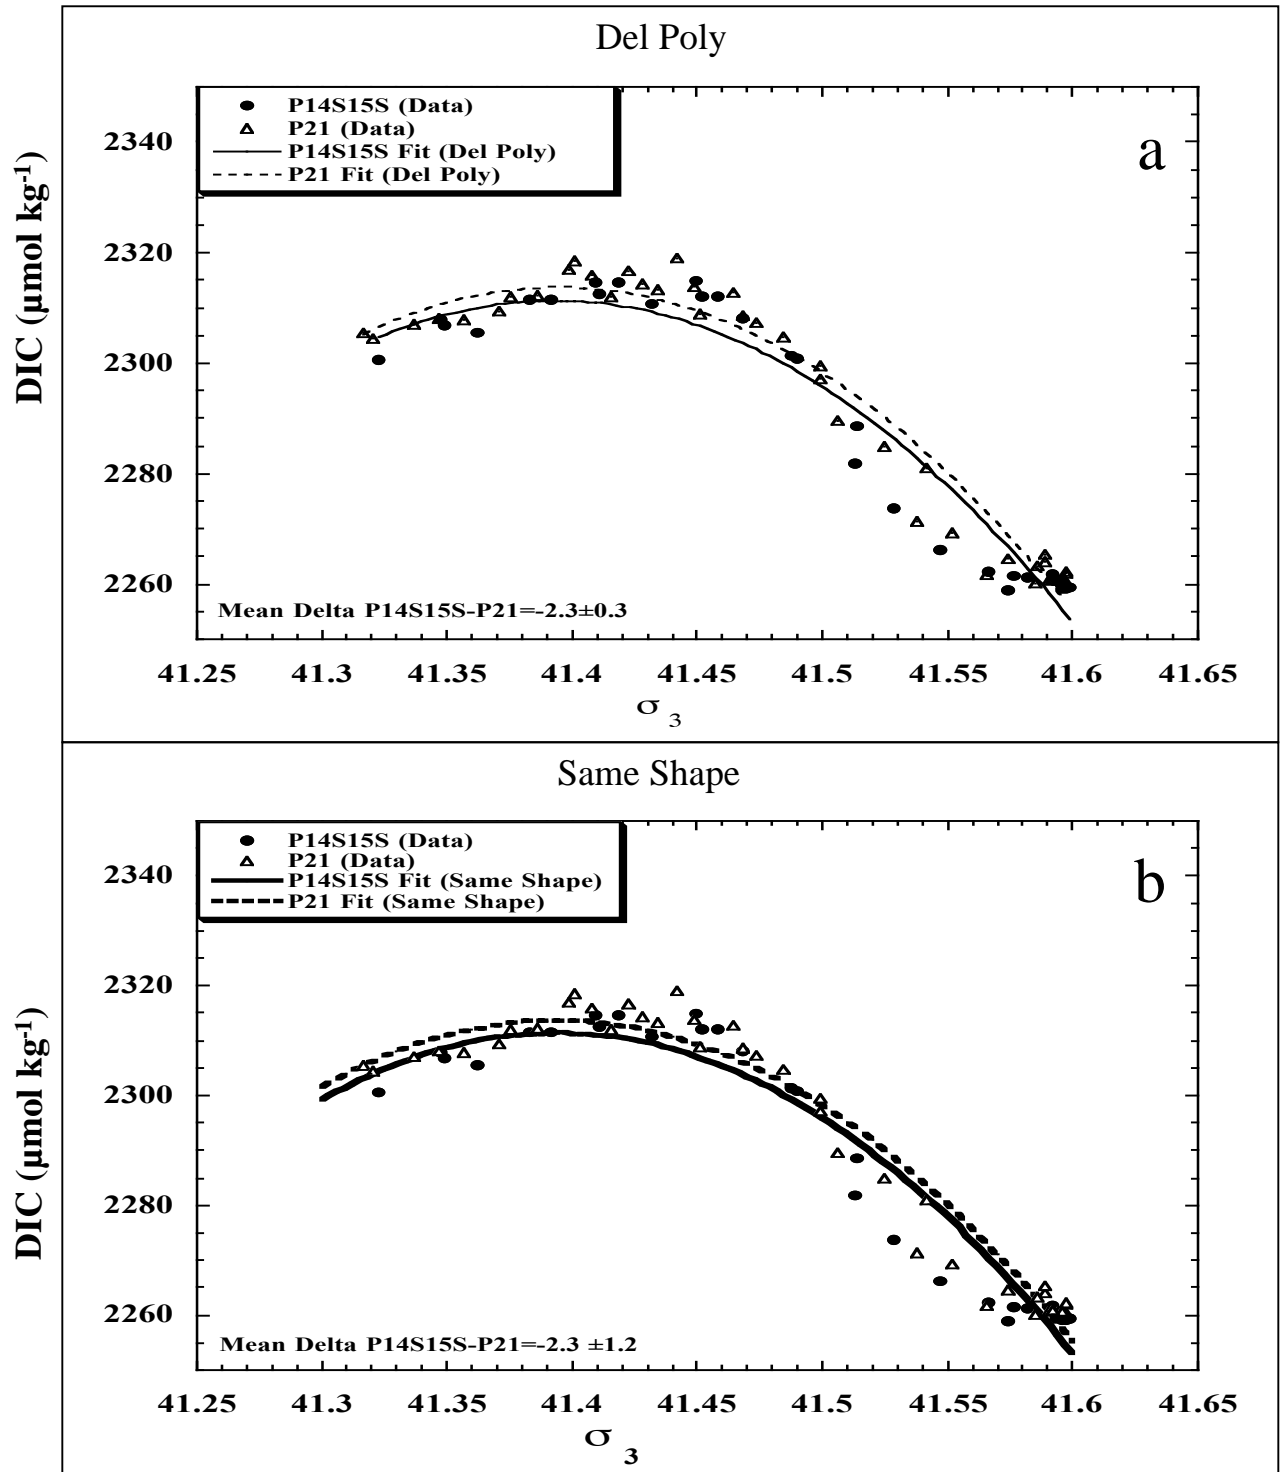 Del Poly
P14S15S (Data)
P21 (Data)
P14S15S Fit (Del Poly)
P21 Fit (Del Poly)
a
DIC (µmol kg-1)
2340
2320
2300
2280
2260
Mean Delta P14S15S-P21=-2.3±0.3
41.25 41.3 41.35 41.4 41.45 41.5 41.55 41.6 41.65
σ 3
Same Shape
P14S15S (Data)
P21 (Data)
P14S15S Fit (Same Shape)
P21 Fit (Same Shape)
b
DIC (µmol kg-1)
2340
2320
2300
2280
2260
Mean Delta P14S15S-P21=-2.3 ±1.2
41.25 41.3 41.35 41.4 41.45 41.5 41.55 41.6 41.65
σ 3